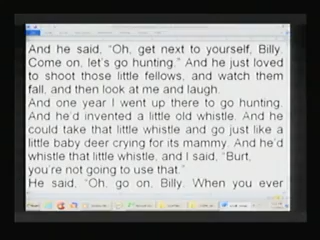 And he said, "Oh, get next to yourself, Billy.
Come on, let's go hunting." And he just loved
to shoot those little fellows, and watch them
fall, and then look at me and laugh.
And one year I went up there to go hunting.
And he'd invented a little old whistle. And he
could take that little whistle and go just like a
little baby deer crying for its mammy. And he'd
whistle that little whistle, and I said, "Burt,
you're not going to use that."
He said, "Oh, go on, Billy. When you ever